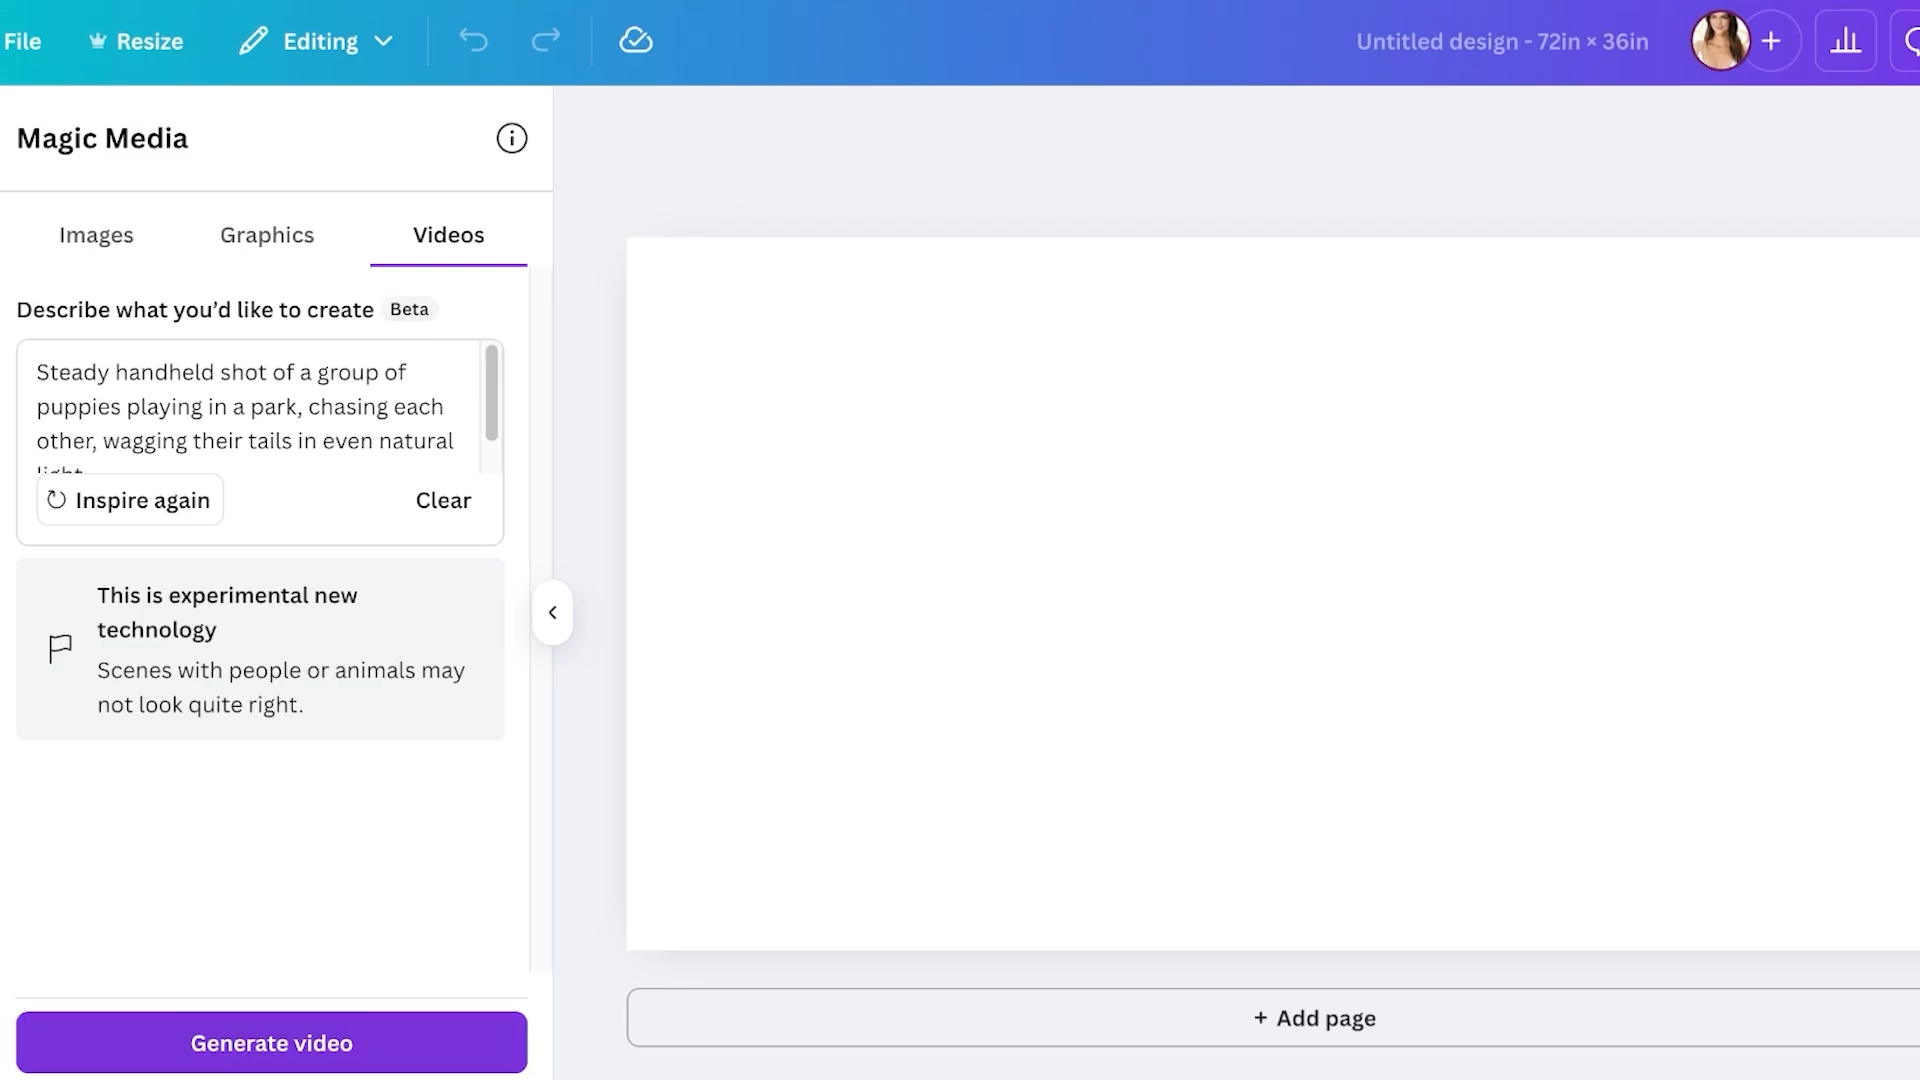 File
Resize
Editing
Untitled design - 72in × 36in
Magic Media
Images
Graphics
Videos
Describe what you’d like to create
Beta
Steady handheld shot of a group of
puppies playing in a park, chasing each
other, wagging their tails in even natural
light
Inspire again
Clear
This is experimental new
technology
Scenes with people or animals may
not look quite right.
Generate video
+ Add page